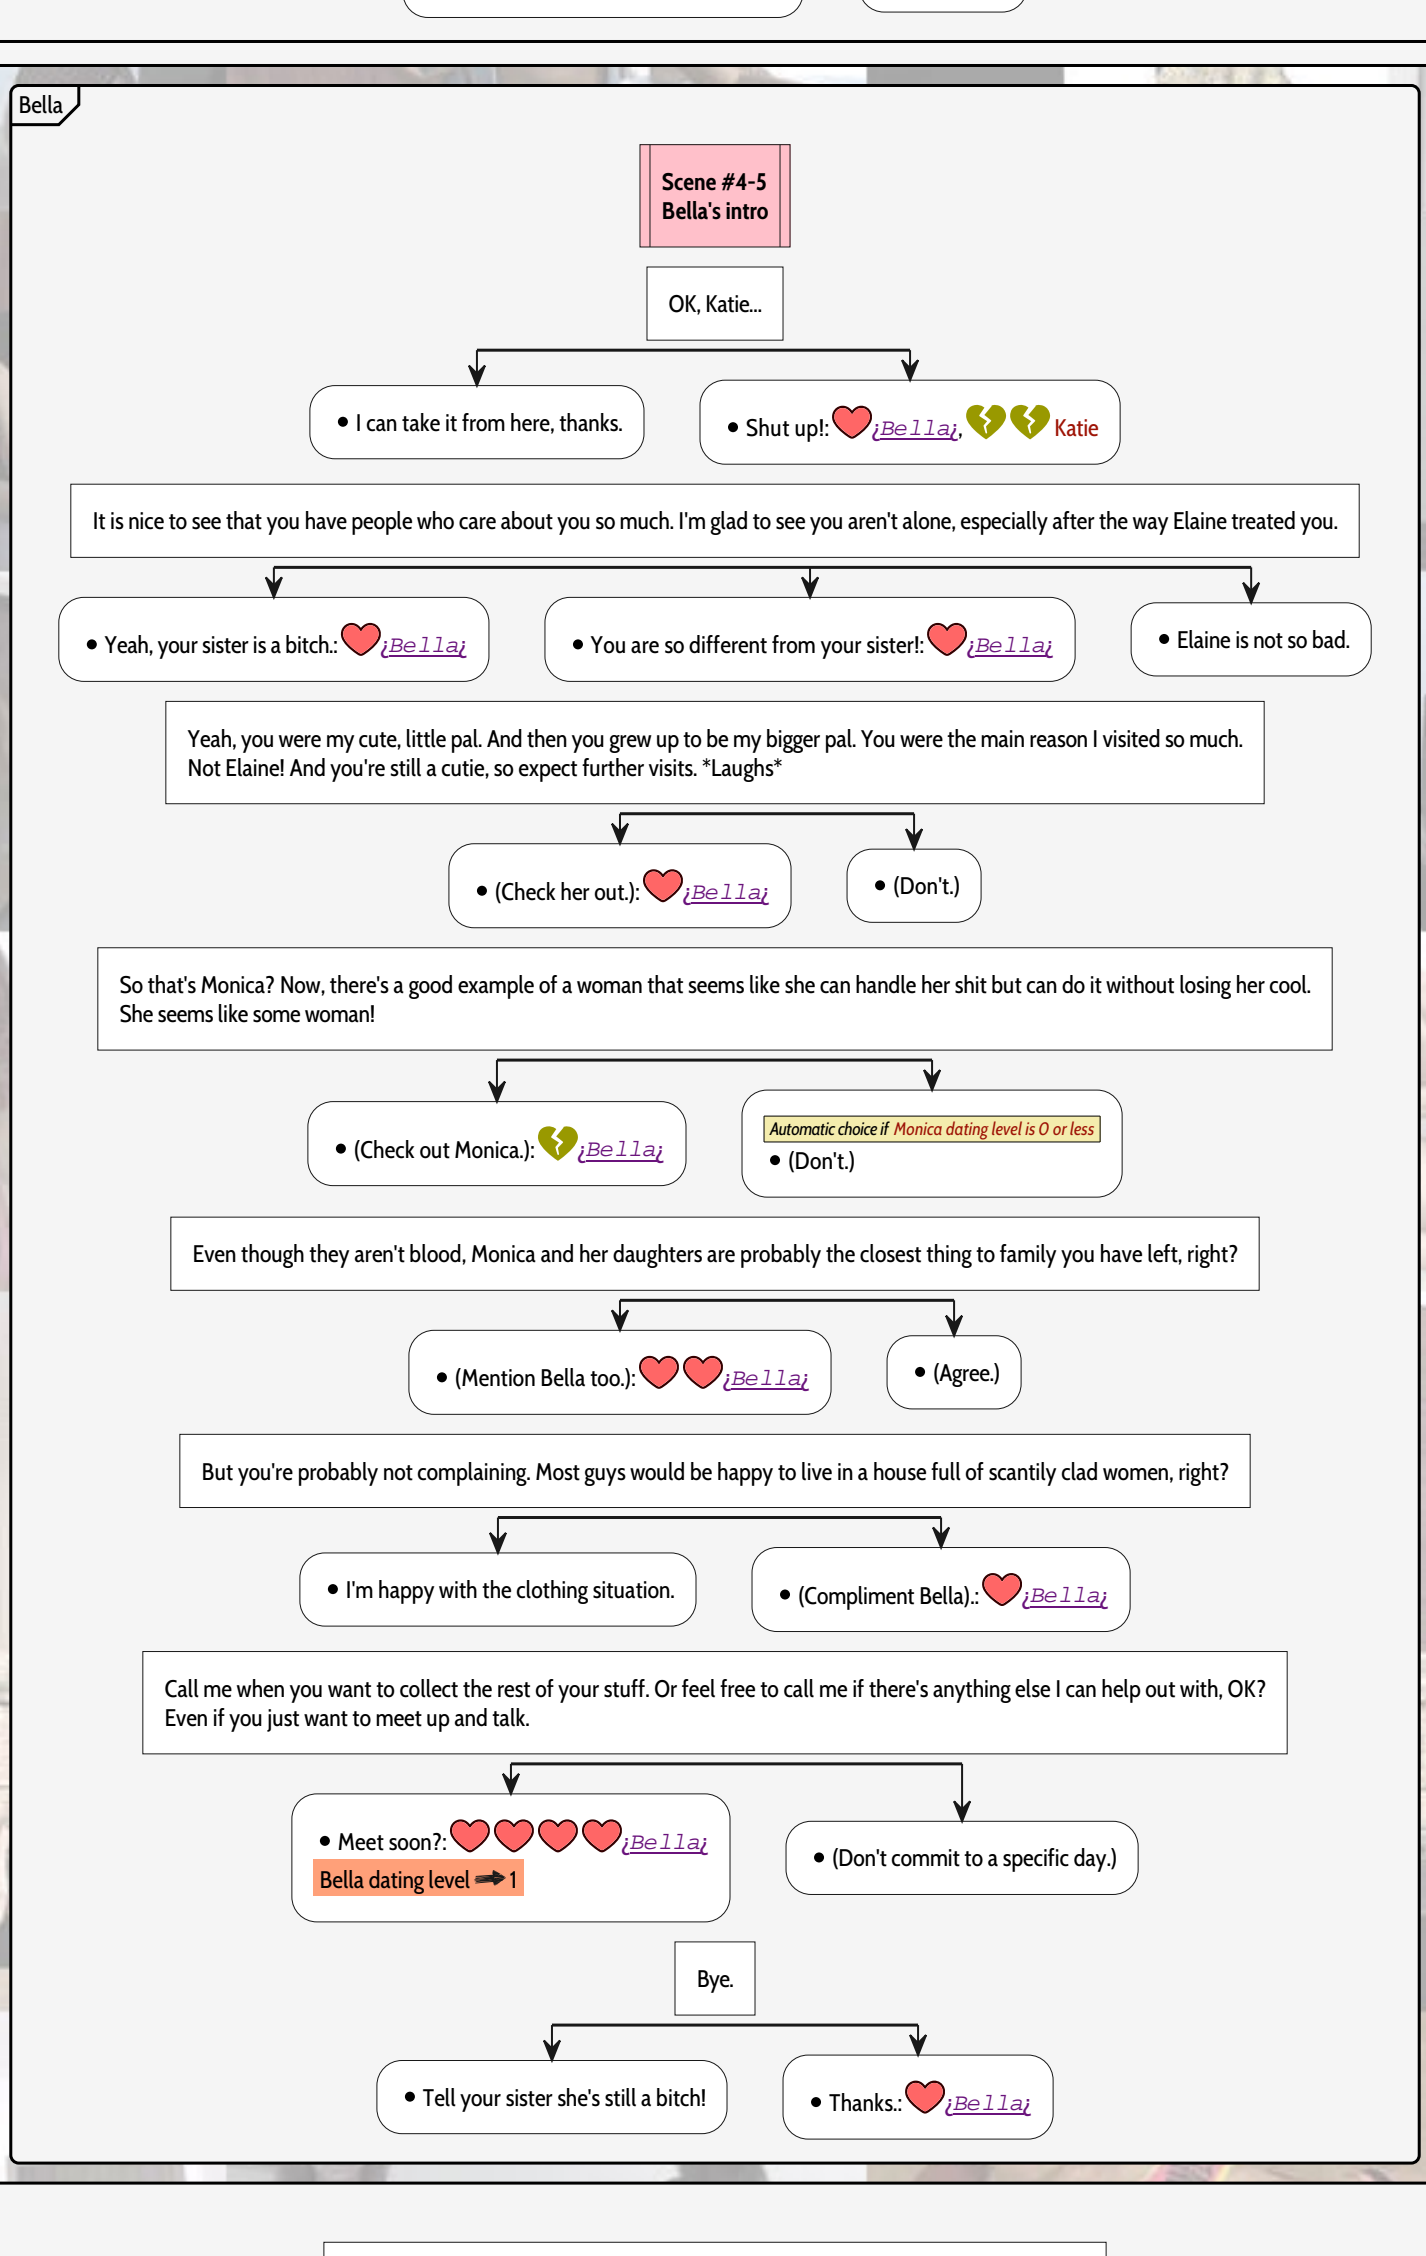 Bella
Scene #4-5
Bella's intro
OK, Katie...
• I can take it from here, thanks.
• Shut up!: ¿Bella¿, Katie
It is nice to see that you have people who care about you so much. I'm glad to see you aren't alone, especially after the way Elaine treated you.
• Yeah, your sister is a bitch.: ¿Bella¿
• You are so different from your sister!: ¿Bella¿
• Elaine is not so bad.
Yeah, you were my cute, little pal. And then you grew up to be my bigger pal. You were the main reason I visited so much.
Not Elaine! And you're still a cutie, so expect further visits. *Laughs*
• (Check her out.): ¿Bella¿
• (Don't.)
So that's Monica? Now, there's a good example of a woman that seems like she can handle her shit but can do it without losing her cool.
She seems like some woman!
• (Check out Monica.): ¿Bella¿
Automatic choice if Monica dating level is 0 or less
• (Don't.)
Even though they aren't blood, Monica and her daughters are probably the closest thing to family you have left, right?
• (Mention Bella too.): ¿Bella¿
• (Agree.)
But you're probably not complaining. Most guys would be happy to live in a house full of scantily clad women, right?
• I'm happy with the clothing situation.
• (Compliment Bella).: ¿Bella¿
Call me when you want to collect the rest of your stuff. Or feel free to call me if there's anything else I can help out with, OK?
Even if you just want to meet up and talk.
• Meet soon?: ¿Bella¿
Bella dating level ➡ 1
• (Don't commit to a specific day.)
Bye.
• Tell your sister she's still a bitch!
• Thanks.: ¿Bella¿